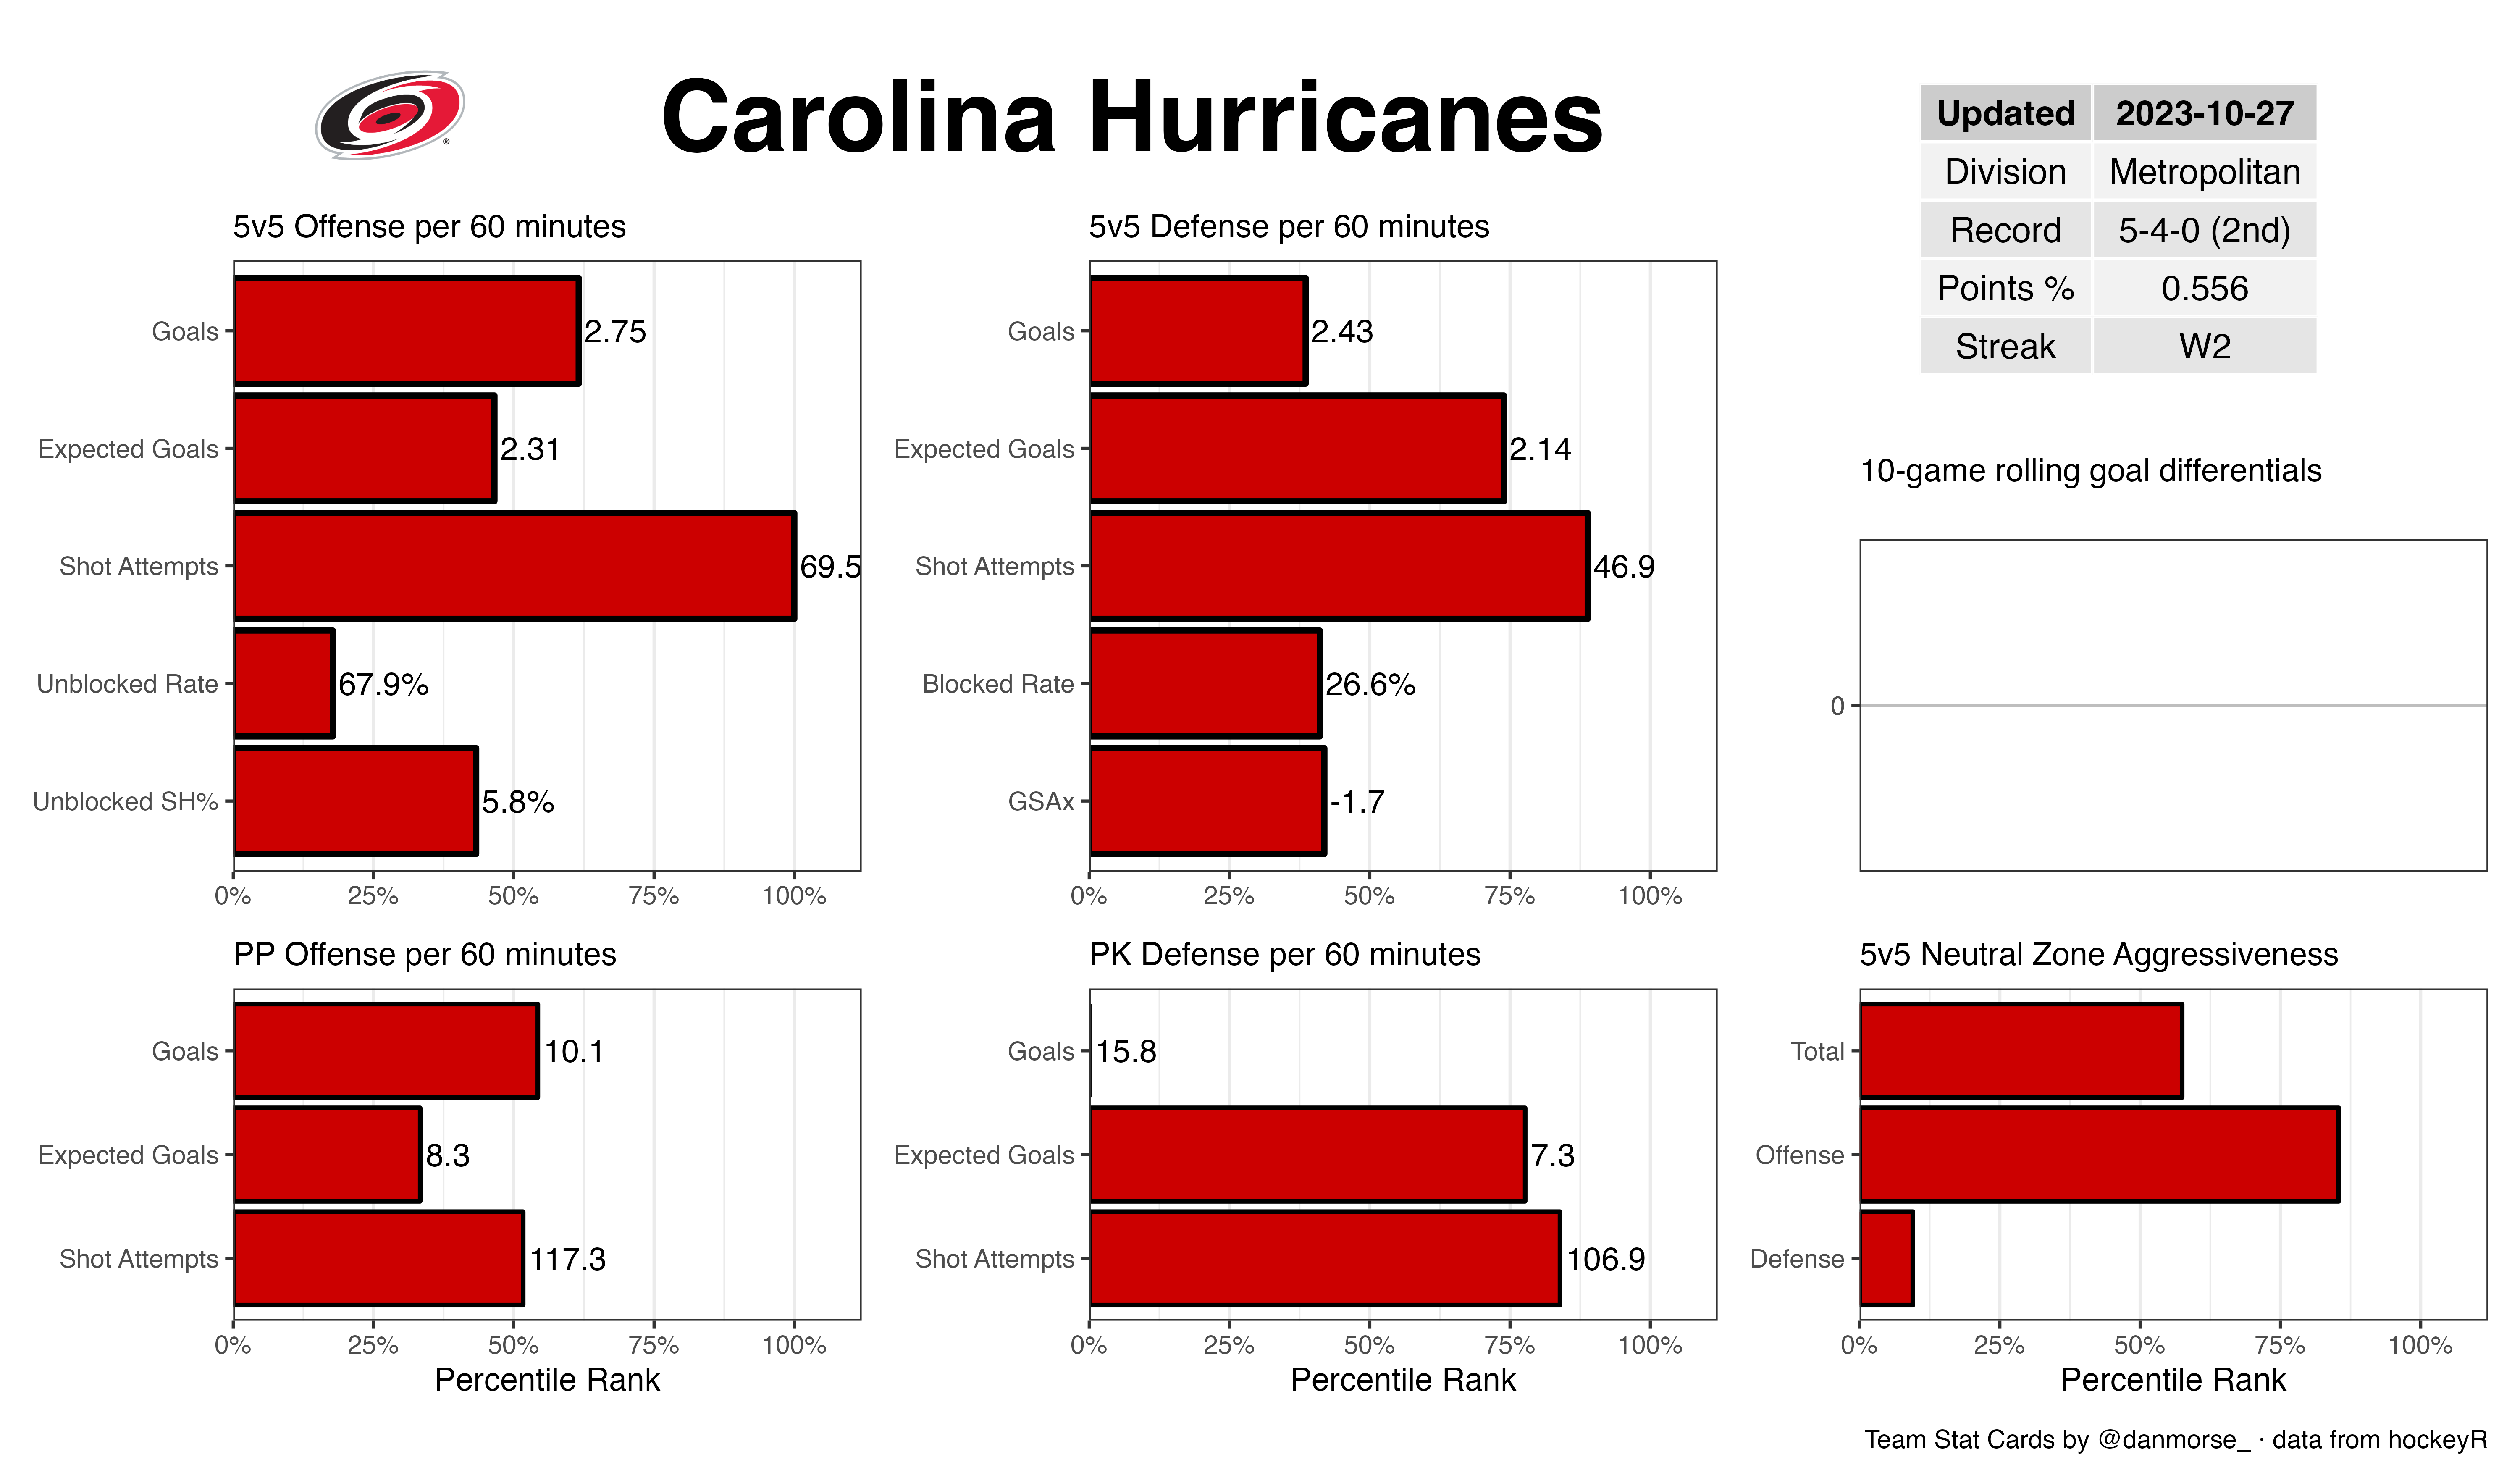 Carolina Hurricanes
®
Updated 2023-10-27
Division Metropolitan
Record 5-4-0 (2nd)
Points % 0.556
Streak W2
5v5 Offense per 60 minutes
Goals 2.75
Expected Goals 2.31
Shot Attempts 69.5
Unblocked Rate 67.9%
Unblocked SH% 5.8%
0% 25% 50% 75% 100%
5v5 Defense per 60 minutes
Goals 2.43
Expected Goals 2.14
Shot Attempts 46.9
Blocked Rate 26.6%
GSAx -1.7
0% 25% 50% 75% 100%
10-game rolling goal differentials
0
PP Offense per 60 minutes
Goals 10.1
Expected Goals 8.3
Shot Attempts 117.3
0% 25% 50% 75% 100%
Percentile Rank
PK Defense per 60 minutes
Goals 15.8
Expected Goals 7.3
Shot Attempts 106.9
0% 25% 50% 75% 100%
Percentile Rank
5v5 Neutral Zone Aggressiveness
Total
Offense
Defense
0% 25% 50% 75% 100%
Percentile Rank
Team Stat Cards by @danmorse_ · data from hockeyR